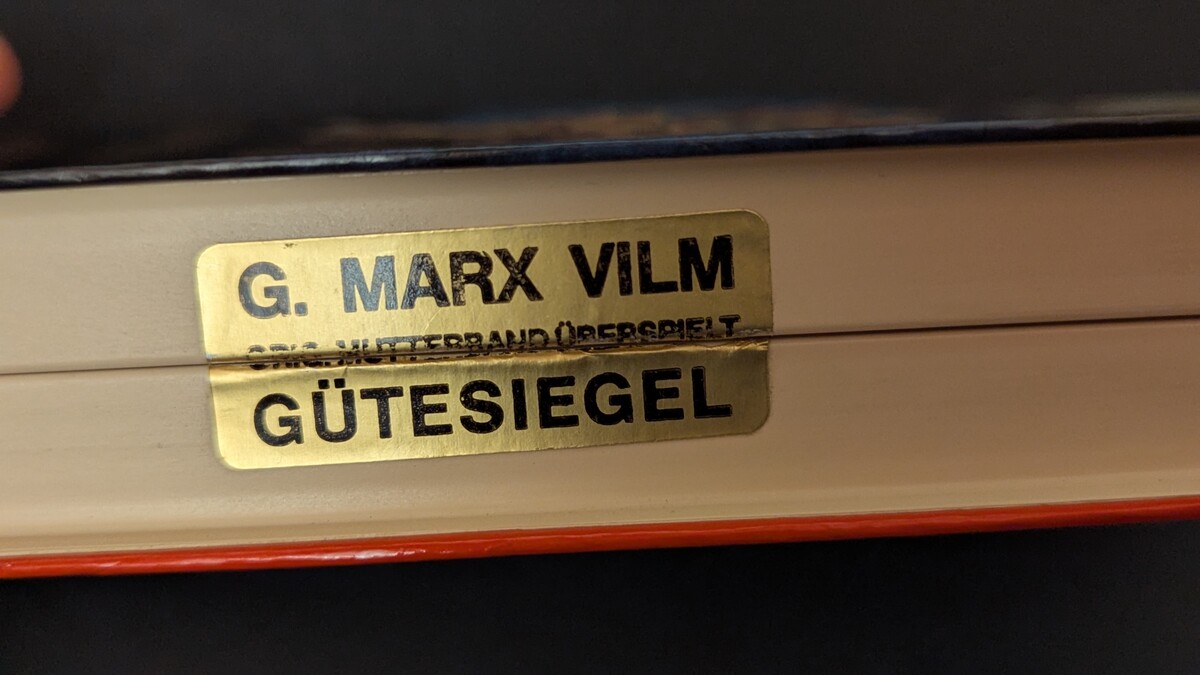 G. MARX VILM
ORIG. MUTTERBAND ÜBERSPIELT
GÜTESIEGEL